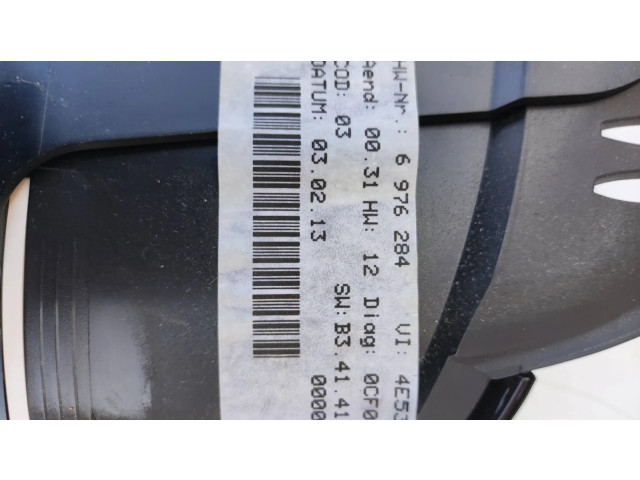 HW-Nr.: 6 976 284 VI: 4E53
Aend: 00.31 HW: 12 Diag: 0CF0
COD: 03 SW:B3.41.41
DATUM: 03.02.13 0000